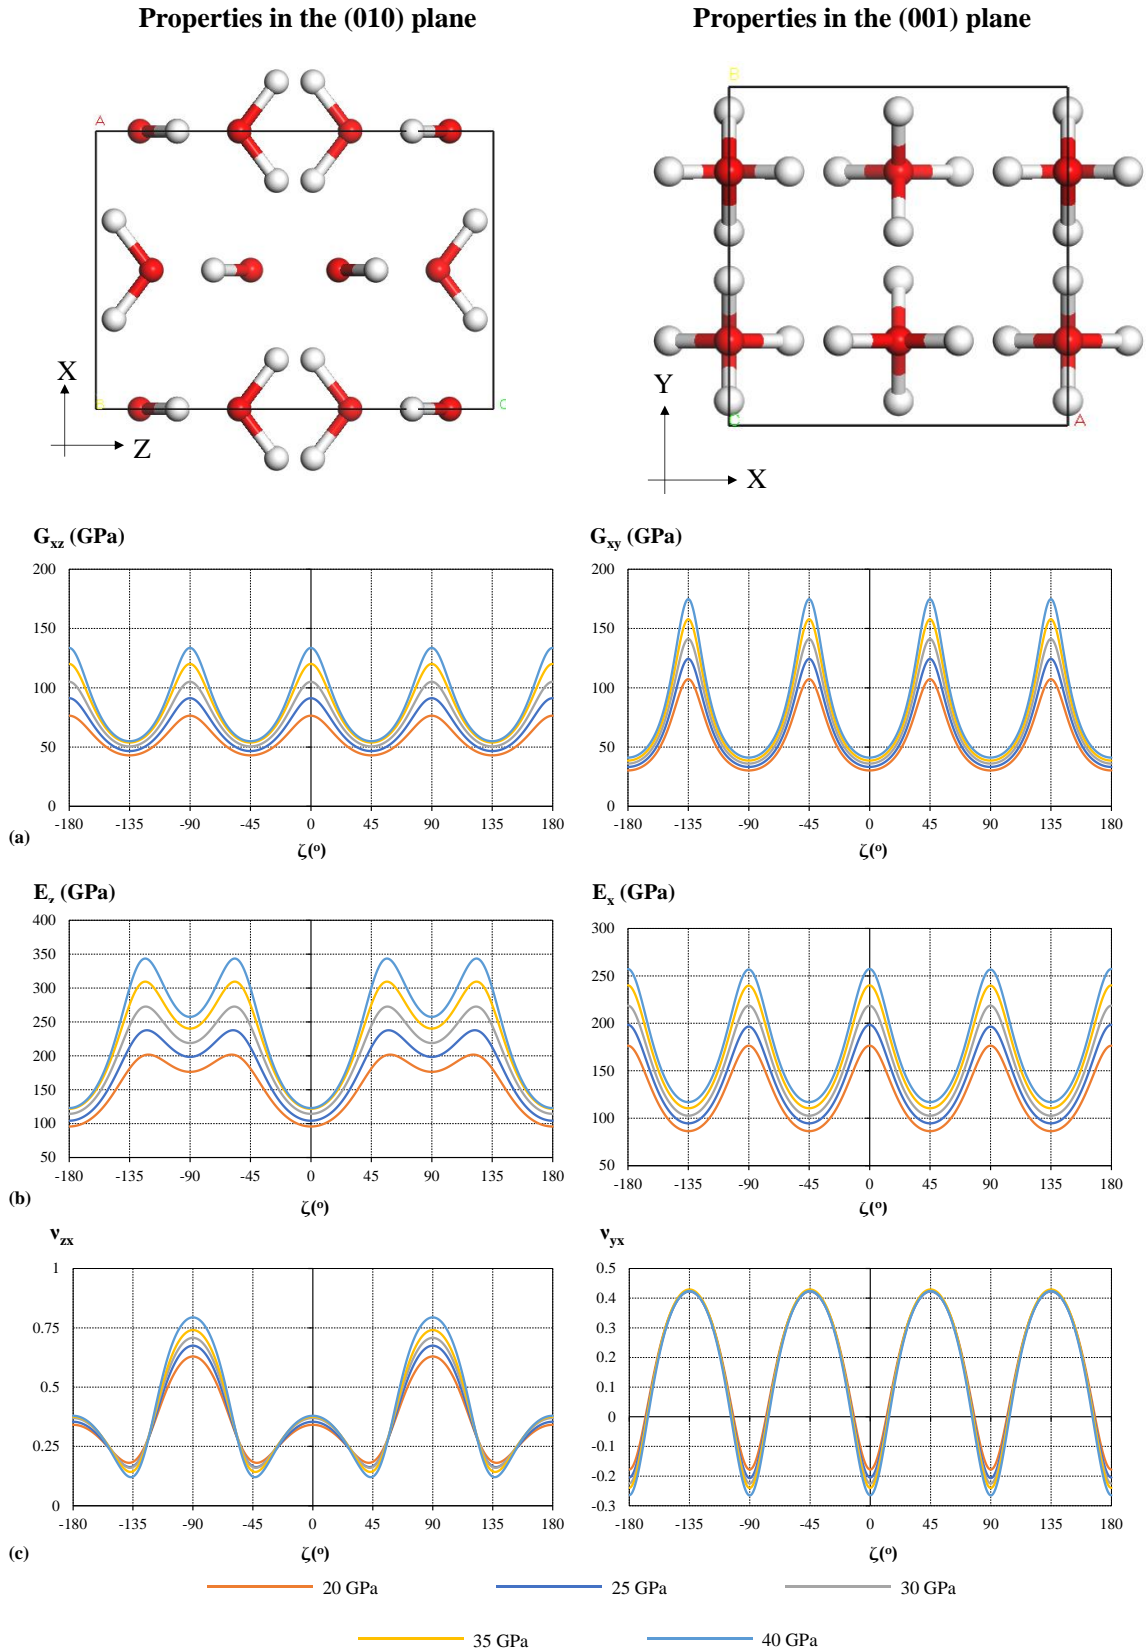 Properties in the (010) plane
Properties in the (001) plane
A
B
C
X
Z
B
C
A
Y
X
G_xz (GPa)
200
150
100
50
0
-180 -135 -90 -45 0 45 90 135 180
ζ(º)
G_xy (GPa)
200
150
100
50
0
-180 -135 -90 -45 0 45 90 135 180
ζ(º)
(a)
E_z (GPa)
400
350
300
250
200
150
100
50
-180 -135 -90 -45 0 45 90 135 180
ζ(º)
E_x (GPa)
300
250
200
150
100
50
-180 -135 -90 -45 0 45 90 135 180
ζ(º)
(b)
ν_zx
1
0.75
0.5
0.25
0
-180 -135 -90 -45 0 45 90 135 180
ζ(º)
ν_yx
0.5
0.4
0.3
0.2
0.1
0
-0.1
-0.2
-0.3
-180 -135 -90 -45 0 45 90 135 180
ζ(º)
(c)
20 GPa
25 GPa
30 GPa
35 GPa
40 GPa